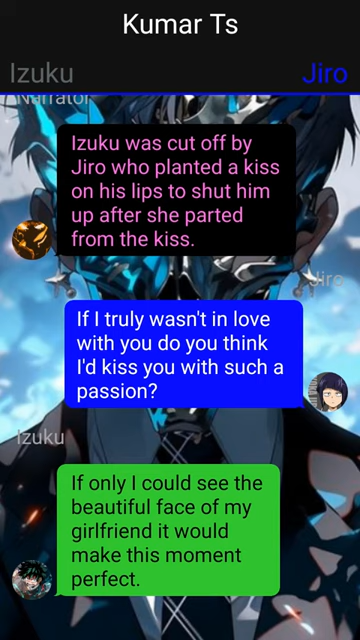 Kumar Ts
Izuku
Jiro
Narrator
Izuku was cut off by
Jiro who planted a kiss
on his lips to shut him
up after she parted
from the kiss.
Jiro
If I truly wasn't in love
with you do you think
I'd kiss you with such a
passion?
Izuku
If only I could see the
beautiful face of my
girlfriend it would
make this moment
perfect.